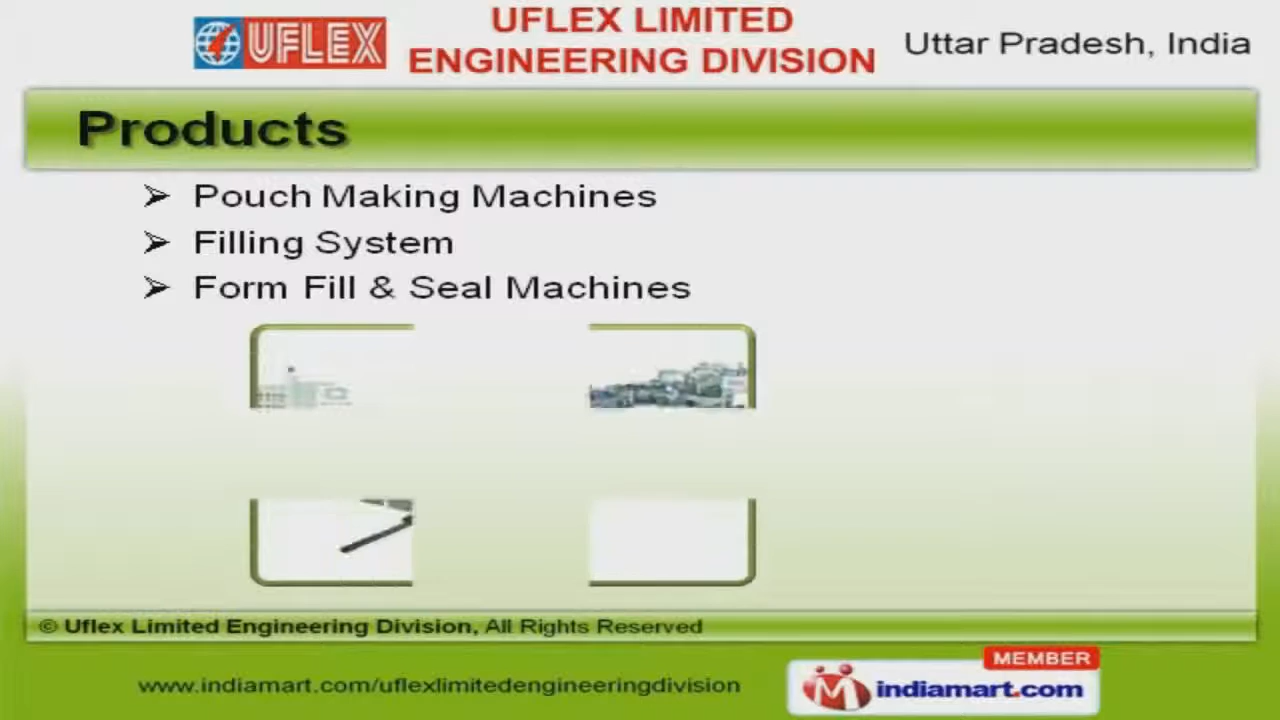 UFLEX
UFLEX LIMITED
ENGINEERING DIVISION
Uttar Pradesh, India
Products
➢ Pouch Making Machines
➢ Filling System
➢ Form Fill & Seal Machines
© Uflex Limited Engineering Division, All Rights Reserved
www.indiamart.com/uflexlimitedengineeringdivision
MEMBER
indiamart.com